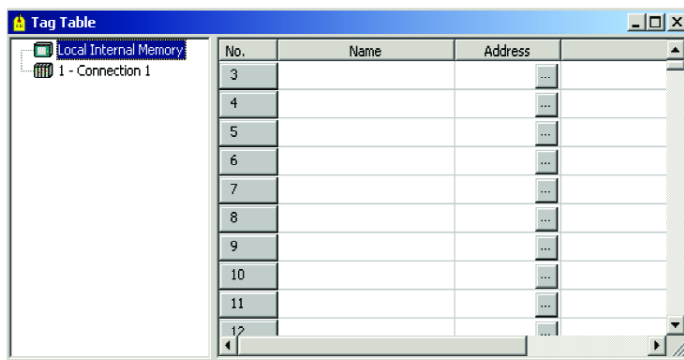 Tag Table
Local Internal Memory
1 - Connection 1
No. Name Address
3 ...
4 ...
5 ...
6 ...
7 ...
8 ...
9 ...
10 ...
11 ...
12 ...